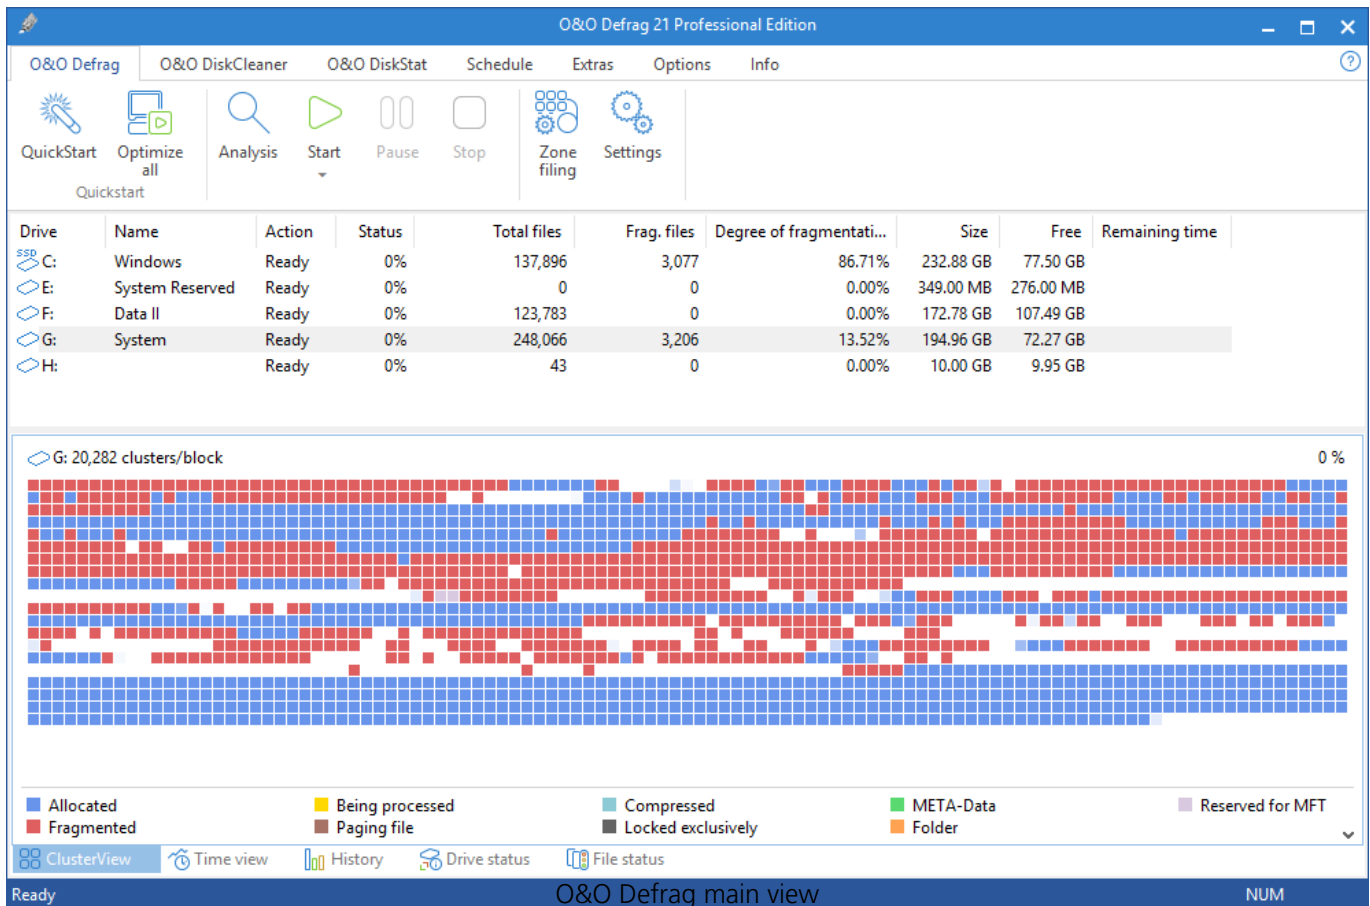 O&O Defrag 21 Professional Edition
O&O Defrag O&O DiskCleaner O&O DiskStat Schedule Extras Options Info ?
QuickStart Optimize all Analysis Start Pause Stop Zone filing Settings
Quickstart
Drive Name Action Status Total files Frag. files Degree of fragmentati... Size Free Remaining time
SSD C: Windows Ready 0% 137,896 3,077 86.71% 232.88 GB 77.50 GB
E: System Reserved Ready 0% 0 0 0.00% 349.00 MB 276.00 MB
F: Data II Ready 0% 123,783 0 0.00% 172.78 GB 107.49 GB
G: System Ready 0% 248,066 3,206 13.52% 194.96 GB 72.27 GB
H: Ready 0% 43 0 0.00% 10.00 GB 9.95 GB
G: 20,282 clusters/block 0 %
Allocated Being processed Compressed META-Data Reserved for MFT
Fragmented Paging file Locked exclusively Folder
ClusterView Time view History Drive status File status
Ready O&O Defrag main view NUM